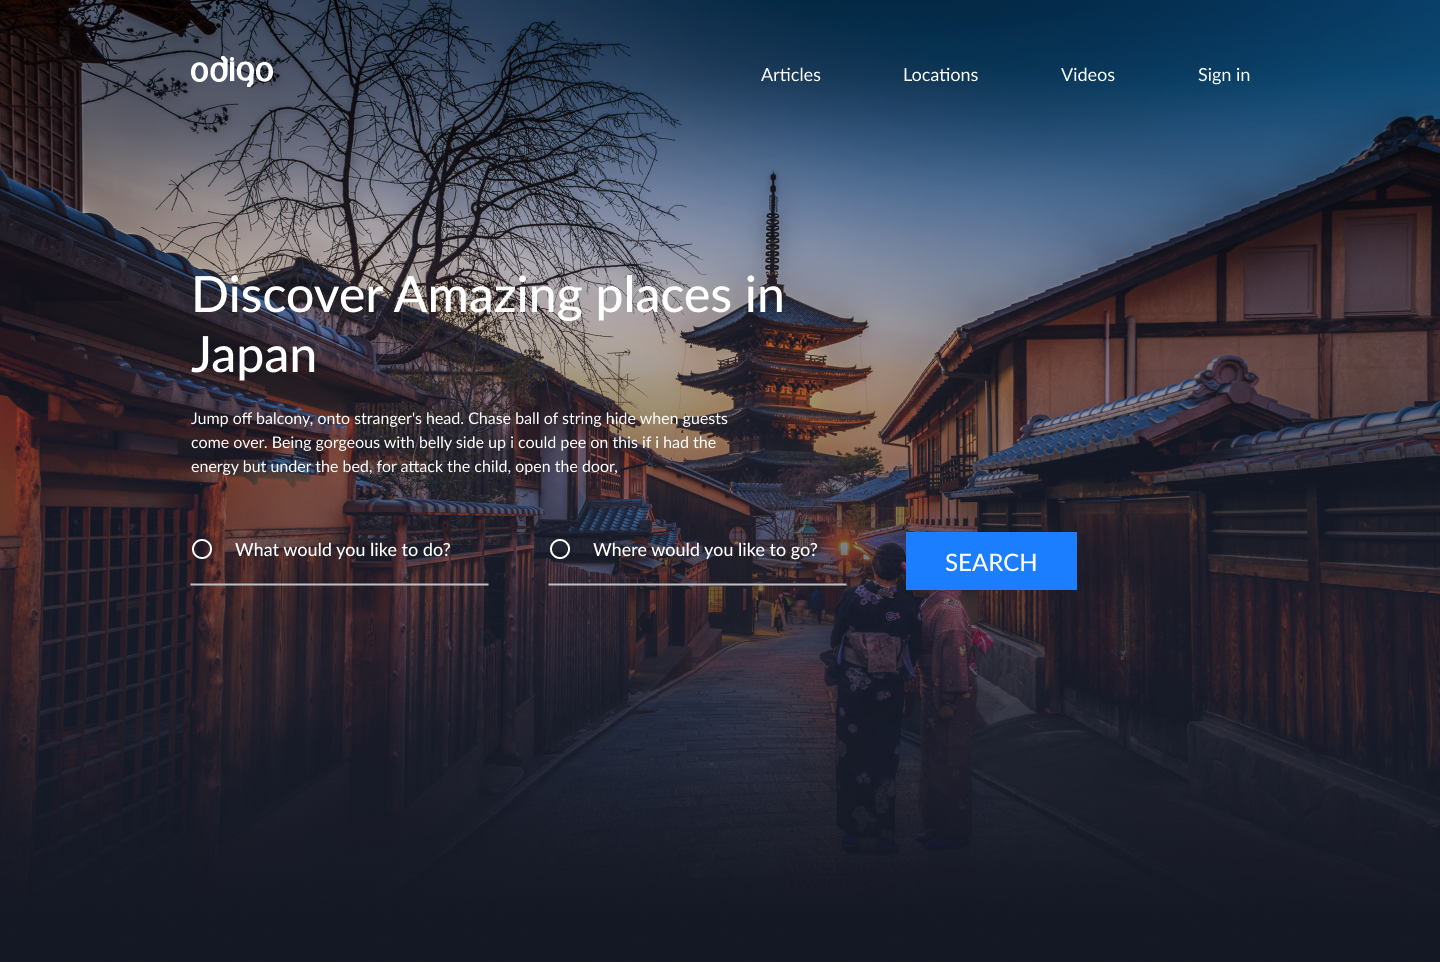 odigo
Articles Locations Videos Sign in
Discover Amazing places in
Japan
Jump off balcony, onto stranger's head. Chase ball of string hide when guests
come over. Being gorgeous with belly side up i could pee on this if i had the
energy but under the bed, for attack the child, open the door,
What would you like to do? Where would you like to go? SEARCH